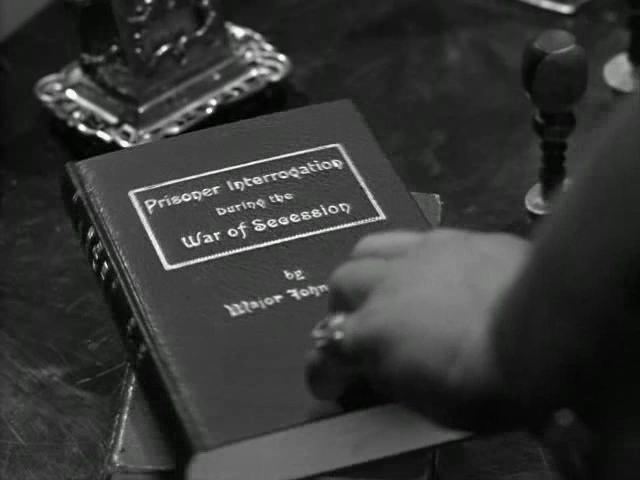 Prisoner Interrogation
During the
War of Secession
by
Major John